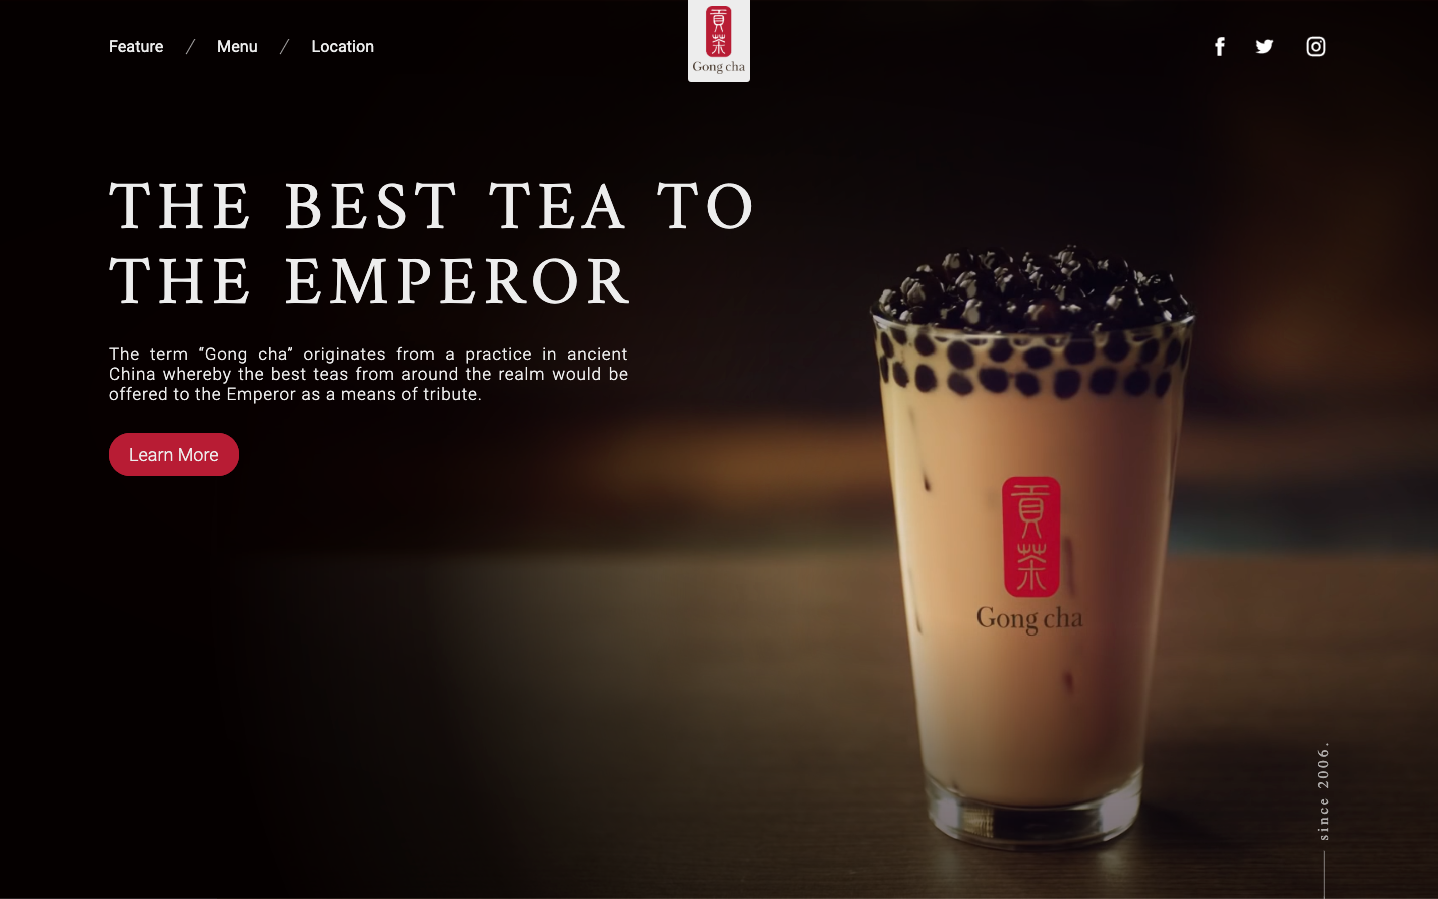 Feature / Menu / Location
貢茶
Gong cha
THE BEST TEA TO
THE EMPEROR
The term “Gong cha” originates from a practice in ancient
China whereby the best teas from around the realm would be
offered to the Emperor as a means of tribute.
Learn More
貢茶
Gong cha
since 2006.